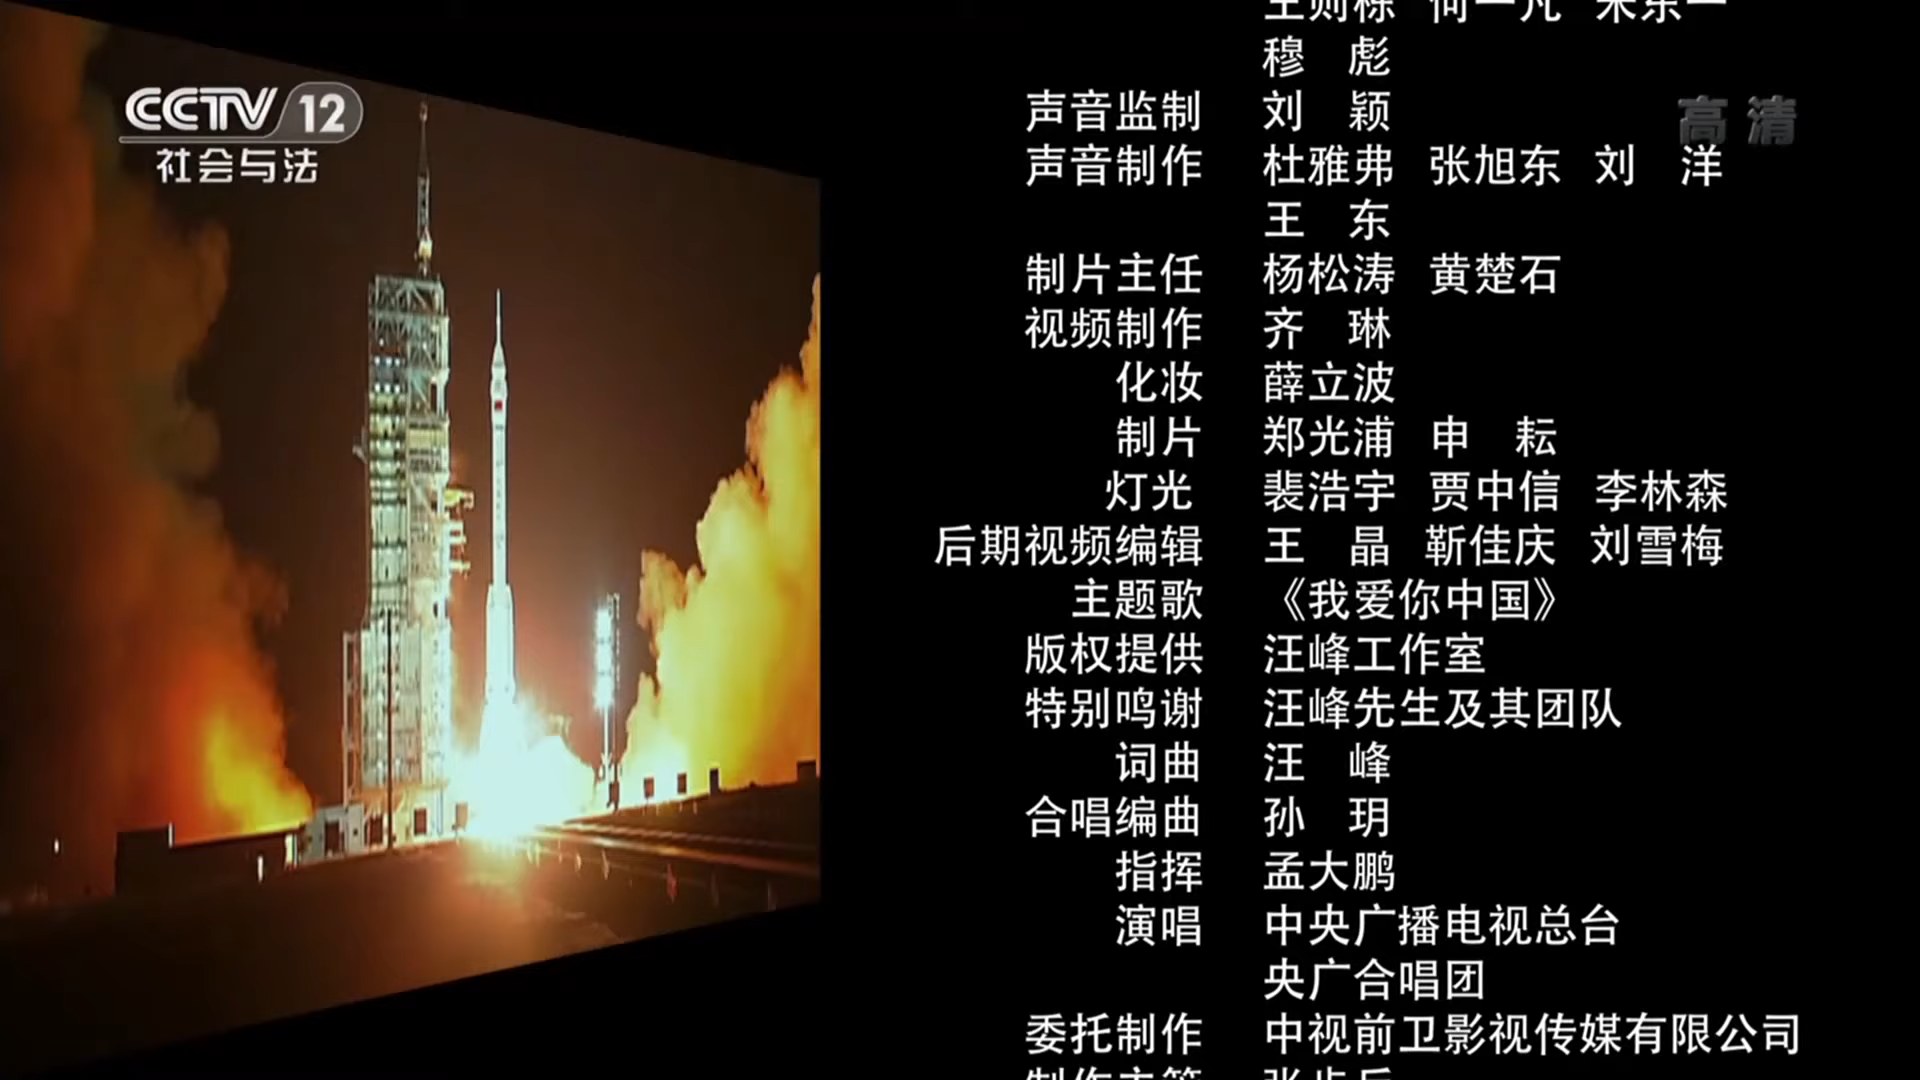 CCTV 12
社会与法
高清
穆 彪
声音监制 刘 颖
声音制作 杜雅弗 张旭东 刘 洋
王 东
制片主任 杨松涛 黄楚石
视频制作 齐 琳
化妆 薛立波
制片 郑光浦 申 耘
灯光 裴浩宇 贾中信 李林森
后期视频编辑 王 晶 靳佳庆 刘雪梅
主题歌 《我爱你中国》
版权提供 汪峰工作室
特别鸣谢 汪峰先生及其团队
词曲 汪 峰
合唱编曲 孙 玥
指挥 孟大鹏
演唱 中央广播电视总台
央广合唱团
委托制作 中视前卫影视传媒有限公司